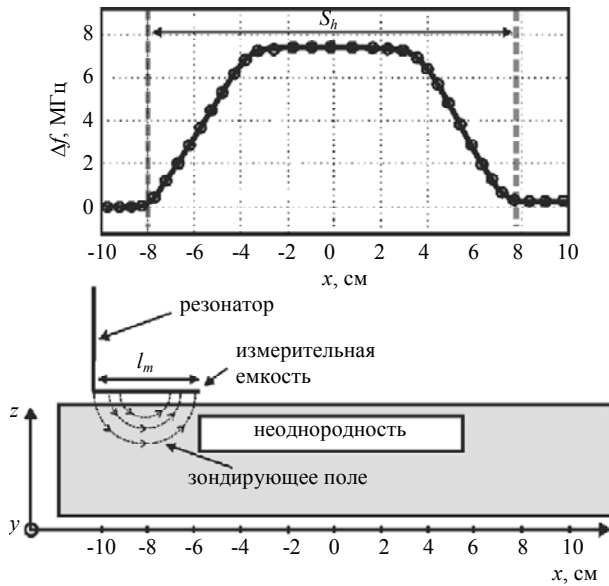 S_h
8
6
4
2
0
Δf, МГц
-10 -8 -6 -4 -2 0 2 4 6 8 10
x, см
резонатор
l_m
измерительная
емкость
z
неоднородность
зондирующее поле
y
-10 -8 -6 -4 -2 0 2 4 6 8 10
x, см